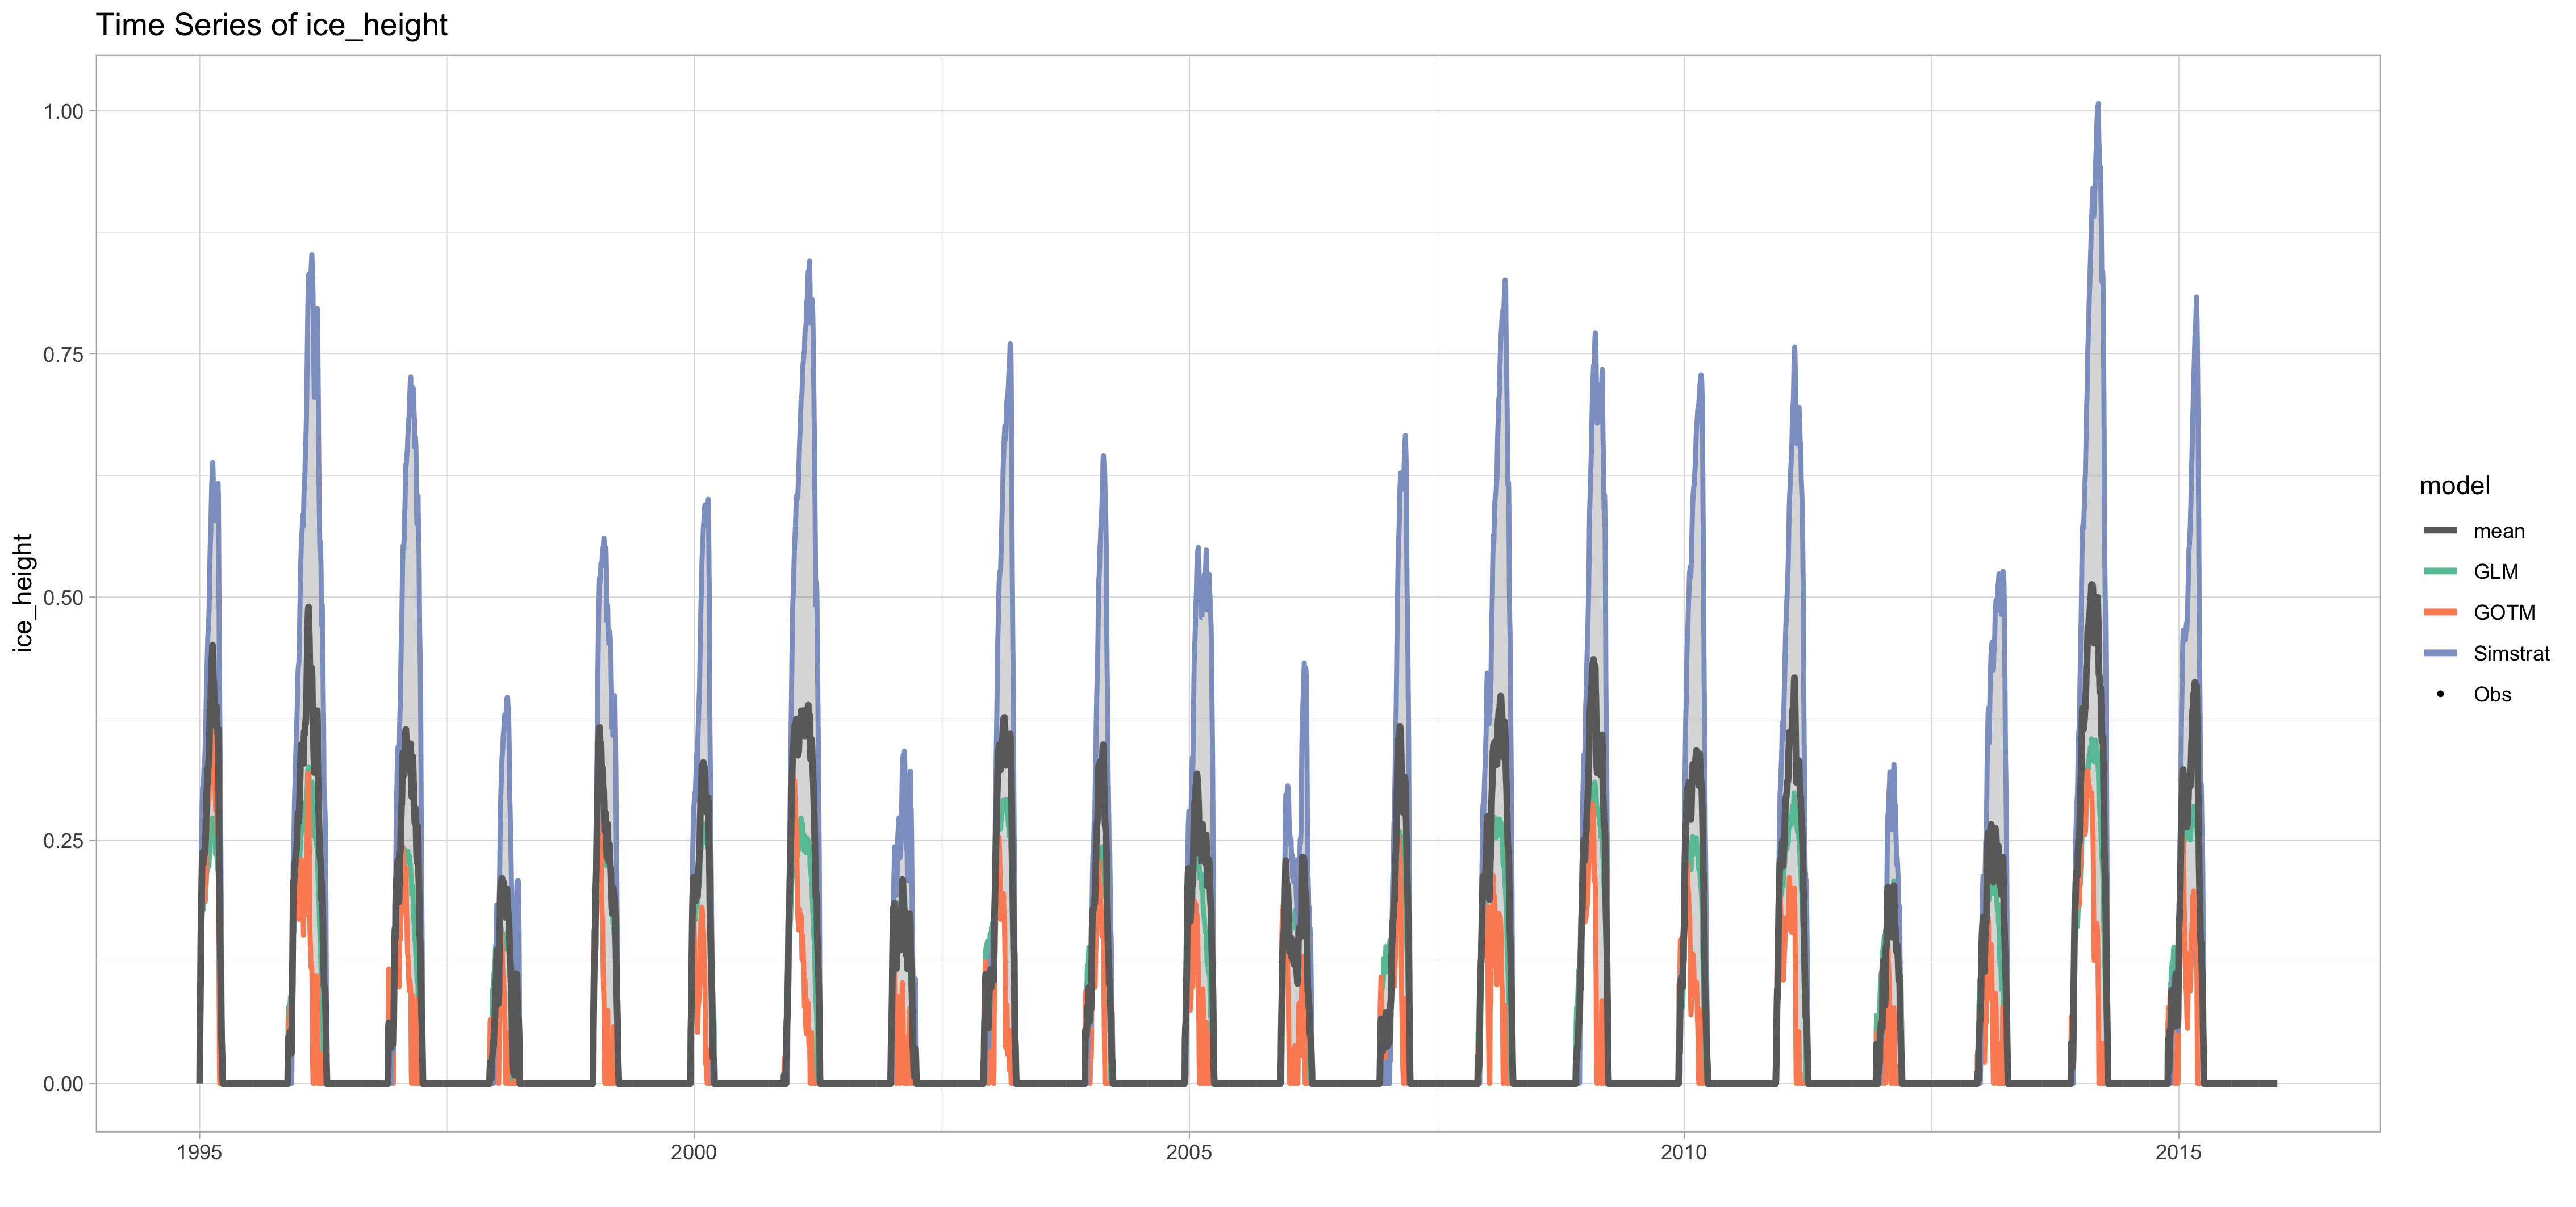 Time Series of ice_height
ice_height
1.00
0.75
0.50
0.25
0.00
1995
2000
2005
2010
2015
model
mean
GLM
GOTM
Simstrat
Obs